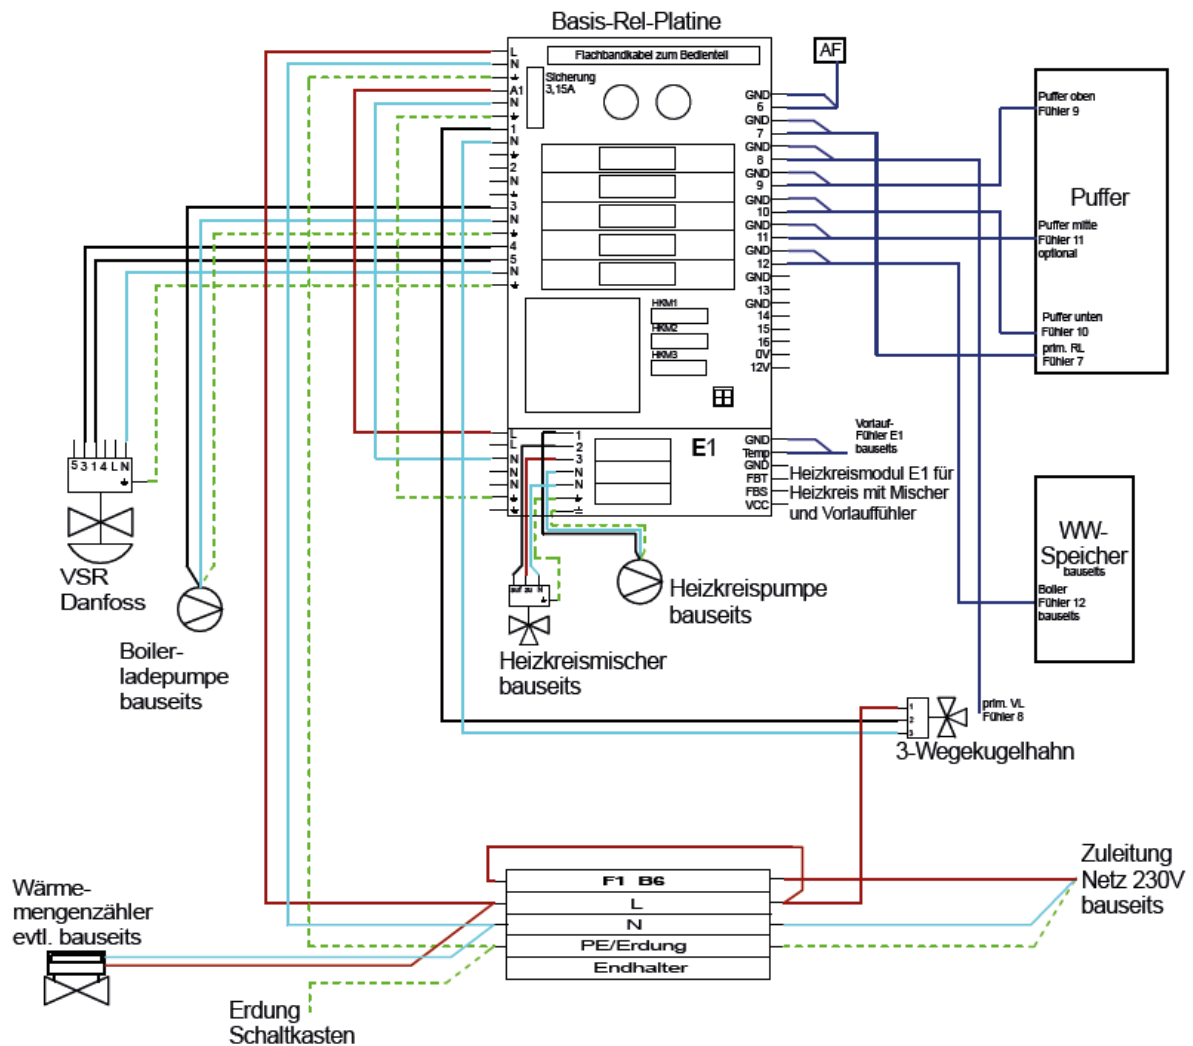 Basis-Rel-Platine
Flachbandkabel zum Bedienteil
Sicherung
3,15A
L
N
A1
N
1
N
2
N
3
N
4
5
N
GND
6
GND
7
GND
8
GND
9
GND
10
GND
11
GND
12
GND
13
GND
14
15
16
0V
12V
HKM1
HKM2
HKM3
AF
Puffer oben
Fühler 9
Puffer
Puffer mitte
Fühler 11
optional
Puffer unten
Fühler 10
prim. RL
Fühler 7
L
L
N
N
N
1
2
3
N
N
E1
GND
Temp
GND
FBT
FBS
VCC
Vorlauf-
Fühler E1
bauseits
Heizkreismodul E1 für
Heizkreis mit Mischer
und Vorlauffühler
5 3 1 4 L N
VSR
Danfoss
Boiler-
ladepumpe
bauseits
auf zu N
Heizkreismischer
bauseits
Heizkreispumpe
bauseits
WW-
Speicher
bauseits
Boiler
Fühler 12
bauseits
1
2
3
prim. VL
Fühler 8
3-Wegekugelhahn
F1 B6
L
N
PE/Erdung
Endhalter
Zuleitung
Netz 230V
bauseits
Wärme-
mengenzähler
evtl. bauseits
Erdung
Schaltkasten